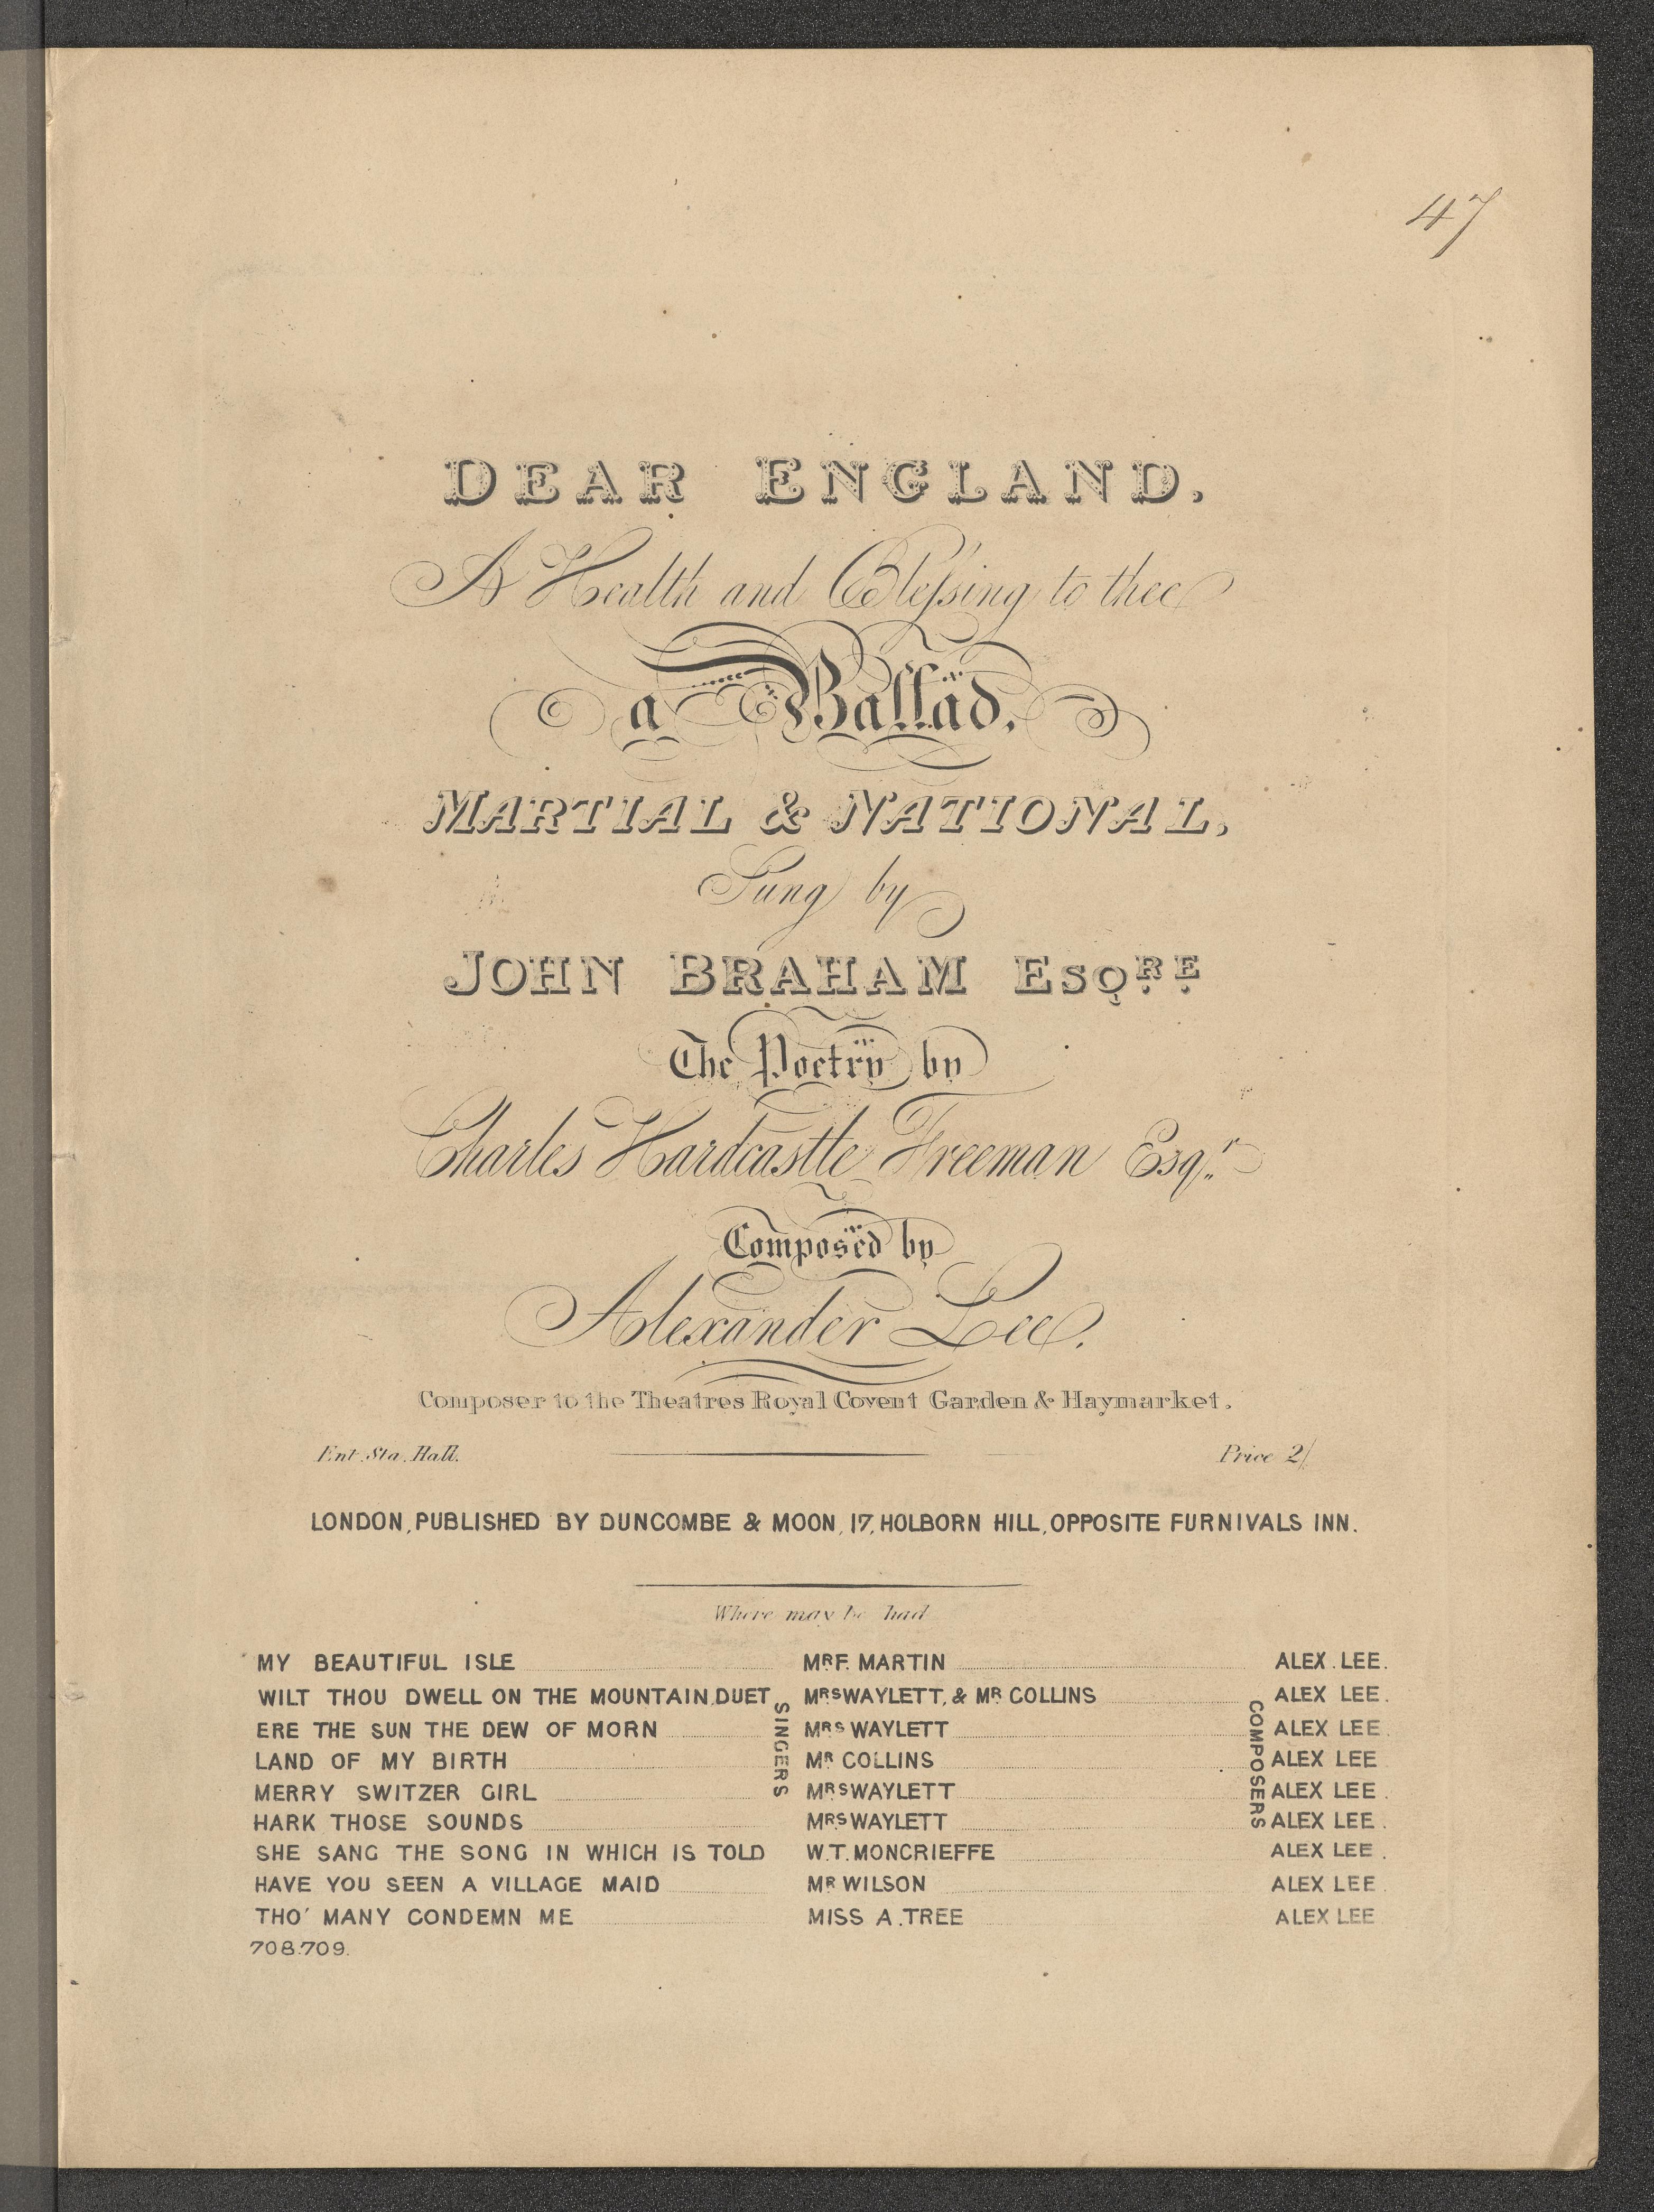 47
DEAR ENGLAND.
A Health and Bleſsing to thee
a Ballad,
MARTIAL & NATIONAL,
Sung by
JOHN BRAHAM ESQRE
The Poetry by
Charles Hardcastle Freeman Esqr
Composed by
Alexander Lee.
Composer to the Theatres Royal Covent Garden & Haymarket.
Ent. Sta. Hall. Price 2/
LONDON, PUBLISHED BY DUNCOMBE & MOON, 17, HOLBORN HILL, OPPOSITE FURNIVALS INN.
Where may be had
MY BEAUTIFUL ISLE MR F. MARTIN ALEX. LEE.
WILT THOU DWELL ON THE MOUNTAIN, DUET MRS WAYLETT, & MR COLLINS ALEX LEE.
ERE THE SUN THE DEW OF MORN MRS WAYLETT ALEX LEE.
LAND OF MY BIRTH MR COLLINS ALEX LEE
MERRY SWITZER GIRL MRS WAYLETT ALEX LEE.
HARK THOSE SOUNDS MRS WAYLETT ALEX LEE.
SHE SANG THE SONG IN WHICH IS TOLD W.T. MONCRIEFFE ALEX LEE.
HAVE YOU SEEN A VILLAGE MAID MR WILSON ALEX LEE.
THO' MANY CONDEMN ME MISS A. TREE ALEX LEE
SINGERS
COMPOSERS
708.709.